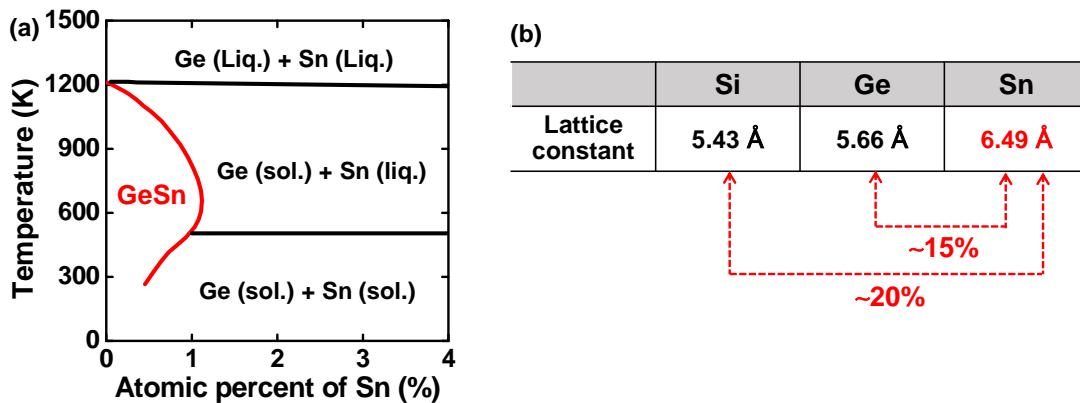 (a)
1500
1200
900
600
300
0
Temperature (K)
Ge (Liq.) + Sn (Liq.)
Ge (sol.) + Sn (liq.)
GeSn
Ge (sol.) + Sn (sol.)
0 1 2 3 4
Atomic percent of Sn (%)
(b)
Si Ge Sn
Lattice
constant
5.43 Å 5.66 Å 6.49 Å
~15%
~20%